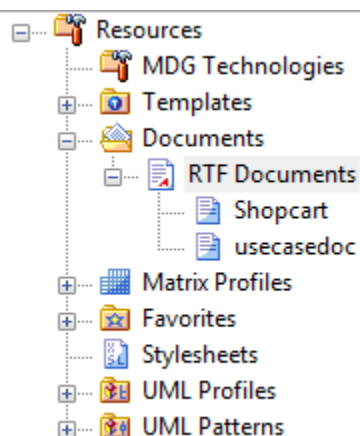 Resources
MDG Technologies
Templates
Documents
RTF Documents
Shopcart
usecasedoc
Matrix Profiles
Favorites
Stylesheets
UML Profiles
UML Patterns